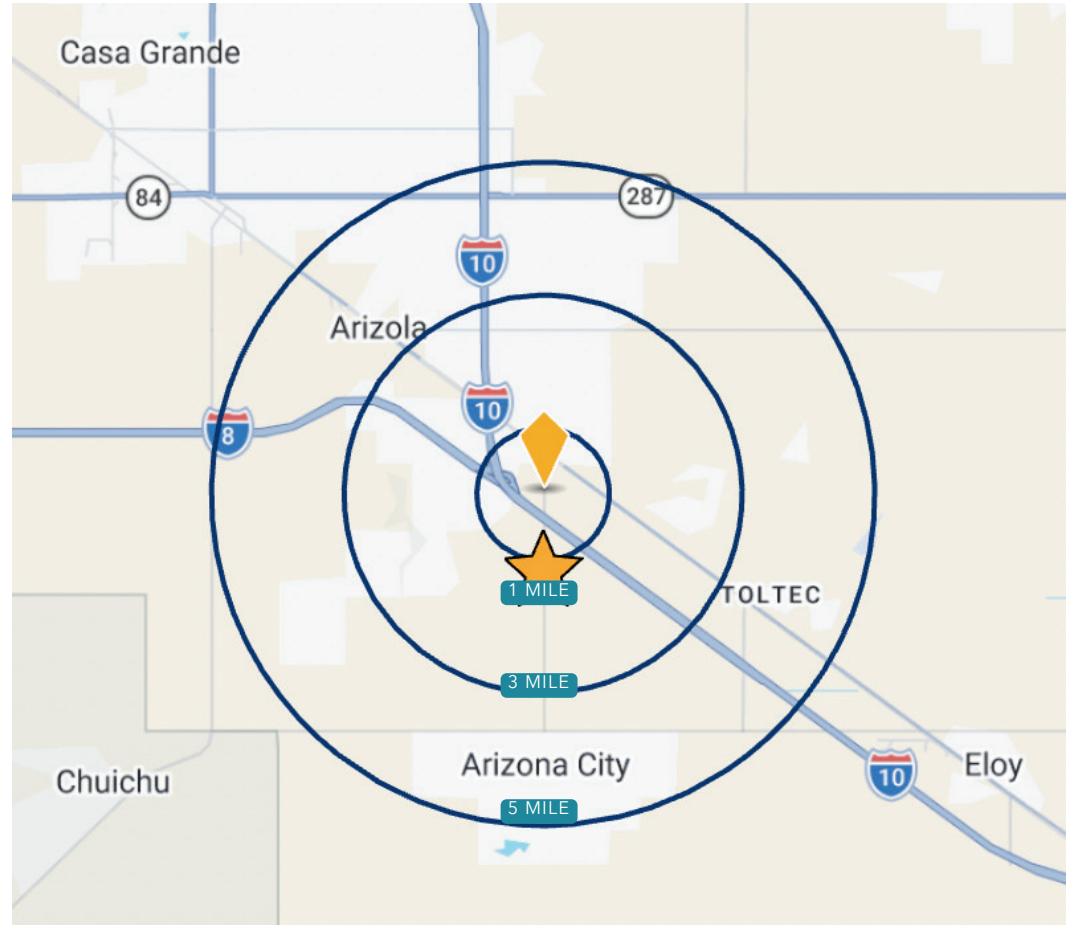 Casa Grande
84
287
10
Arizola
10
8
1 MILE
TOLTEC
3 MILE
Arizona City
Eloy
10
Chuichu
5 MILE